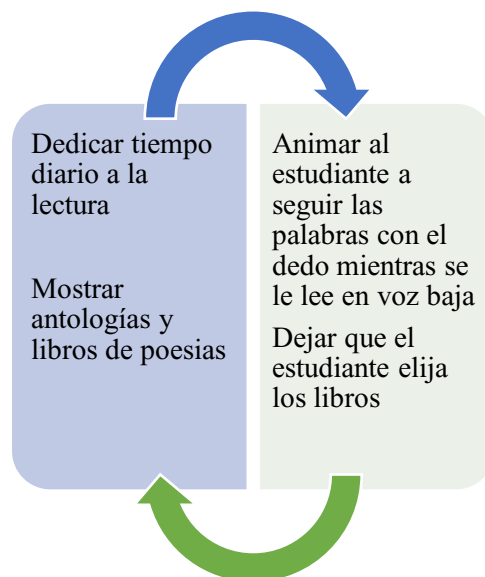 Dedicar tiempo
diario a la
lectura
Mostrar
antologías y
libros de poesias
Animar al
estudiante a
seguir las
palabras con el
dedo mientras se
le lee en voz baja
Dejar que el
estudiante elija
los libros